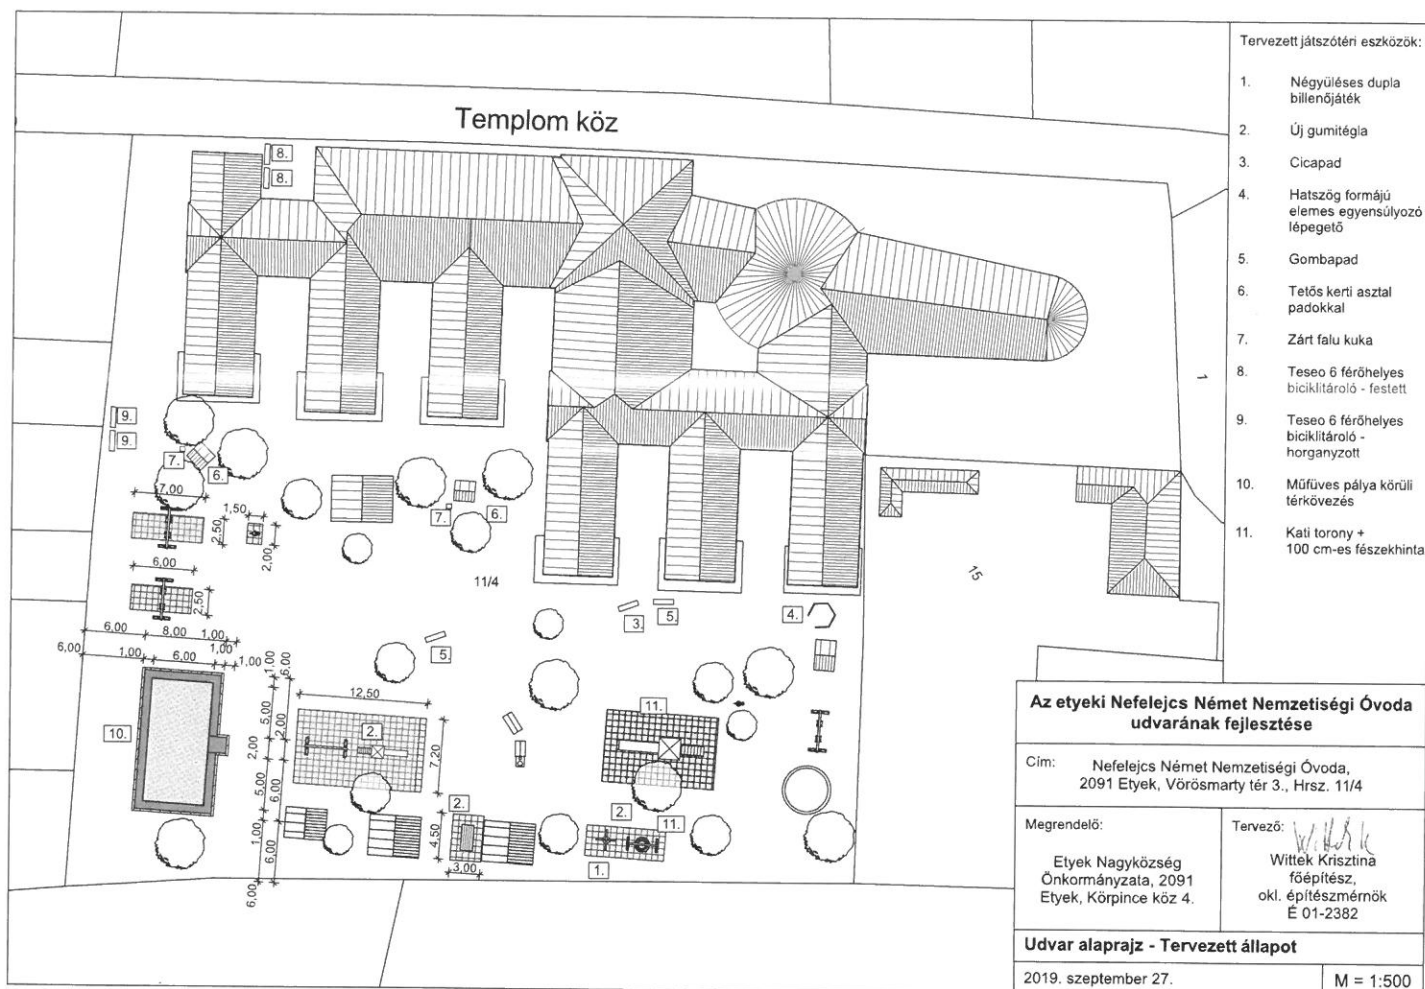 Templom köz
8.
8.
9.
9.
7.
6.
7,00
1,50
2,50
2,00
6,00
2,50
7.
6.
11/4
15
1
3.
5.
4.
5.
6,00
8,00
1,00
6,00
1,00
6,00
1,00
1,00
1,00
6,00
5,00
2,00
2,00
5,00
6,00
1,00
6,00
6,00
10.
12,50
2.
7,20
11.
2.
4,50
3,00
2.
11.
1.
Tervezett játszótéri eszközök:
1. Négyüléses dupla
billenőjáték
2. Új gumitégla
3. Cicapad
4. Hatszög formájú
elemes egyensúlyozó
lépegető
5. Gombapad
6. Tetős kerti asztal
padokkal
7. Zárt falu kuka
8. Teseo 6 férőhelyes
biciklitároló - festett
9. Teseo 6 férőhelyes
biciklitároló -
horganyzott
10. Műfüves pálya körüli
térkövezés
11. Kati torony +
100 cm-es fészekhinta
Az etyeki Nefelejcs Német Nemzetiségi Óvoda
udvarának fejlesztése
Cím: Nefelejcs Német Nemzetiségi Óvoda,
2091 Etyek, Vörösmarty tér 3., Hrsz. 11/4
Megrendelő:
Etyek Nagyközség
Önkormányzata, 2091
Etyek, Körpince köz 4.
Tervező:
Wittek Krisztina
főépítész,
okl. építészmérnök
É 01-2382
Udvar alaprajz - Tervezett állapot
2019. szeptember 27.
M = 1:500